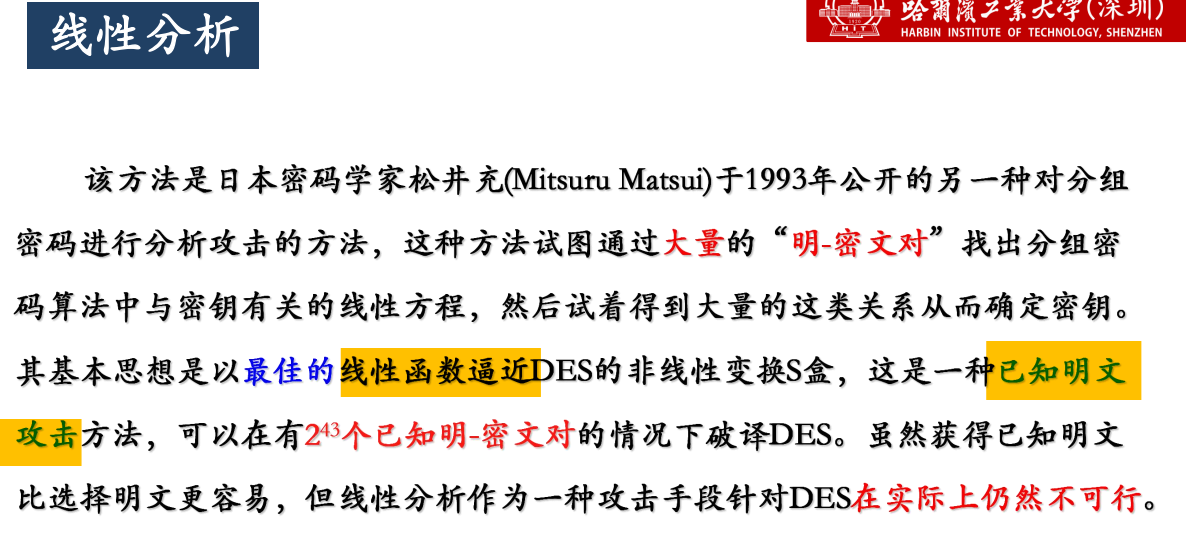 线性分析
哈爾濱工業大学(深圳)
HARBIN INSTITUTE OF TECHNOLOGY, SHENZHEN
该方法是日本密码学家松井充(Mitsuru Matsui)于1993年公开的另一种对分组
密码进行分析攻击的方法，这种方法试图通过大量的“明-密文对”找出分组密
码算法中与密钥有关的线性方程，然后试着得到大量的这类关系从而确定密钥。
其基本思想是以最佳的线性函数逼近DES的非线性变换S盒，这是一种已知明文
攻击方法，可以在有2⁴³个已知明-密文对的情况下破译DES。虽然获得已知明文
比选择明文更容易，但线性分析作为一种攻击手段针对DES在实际上仍然不可行。